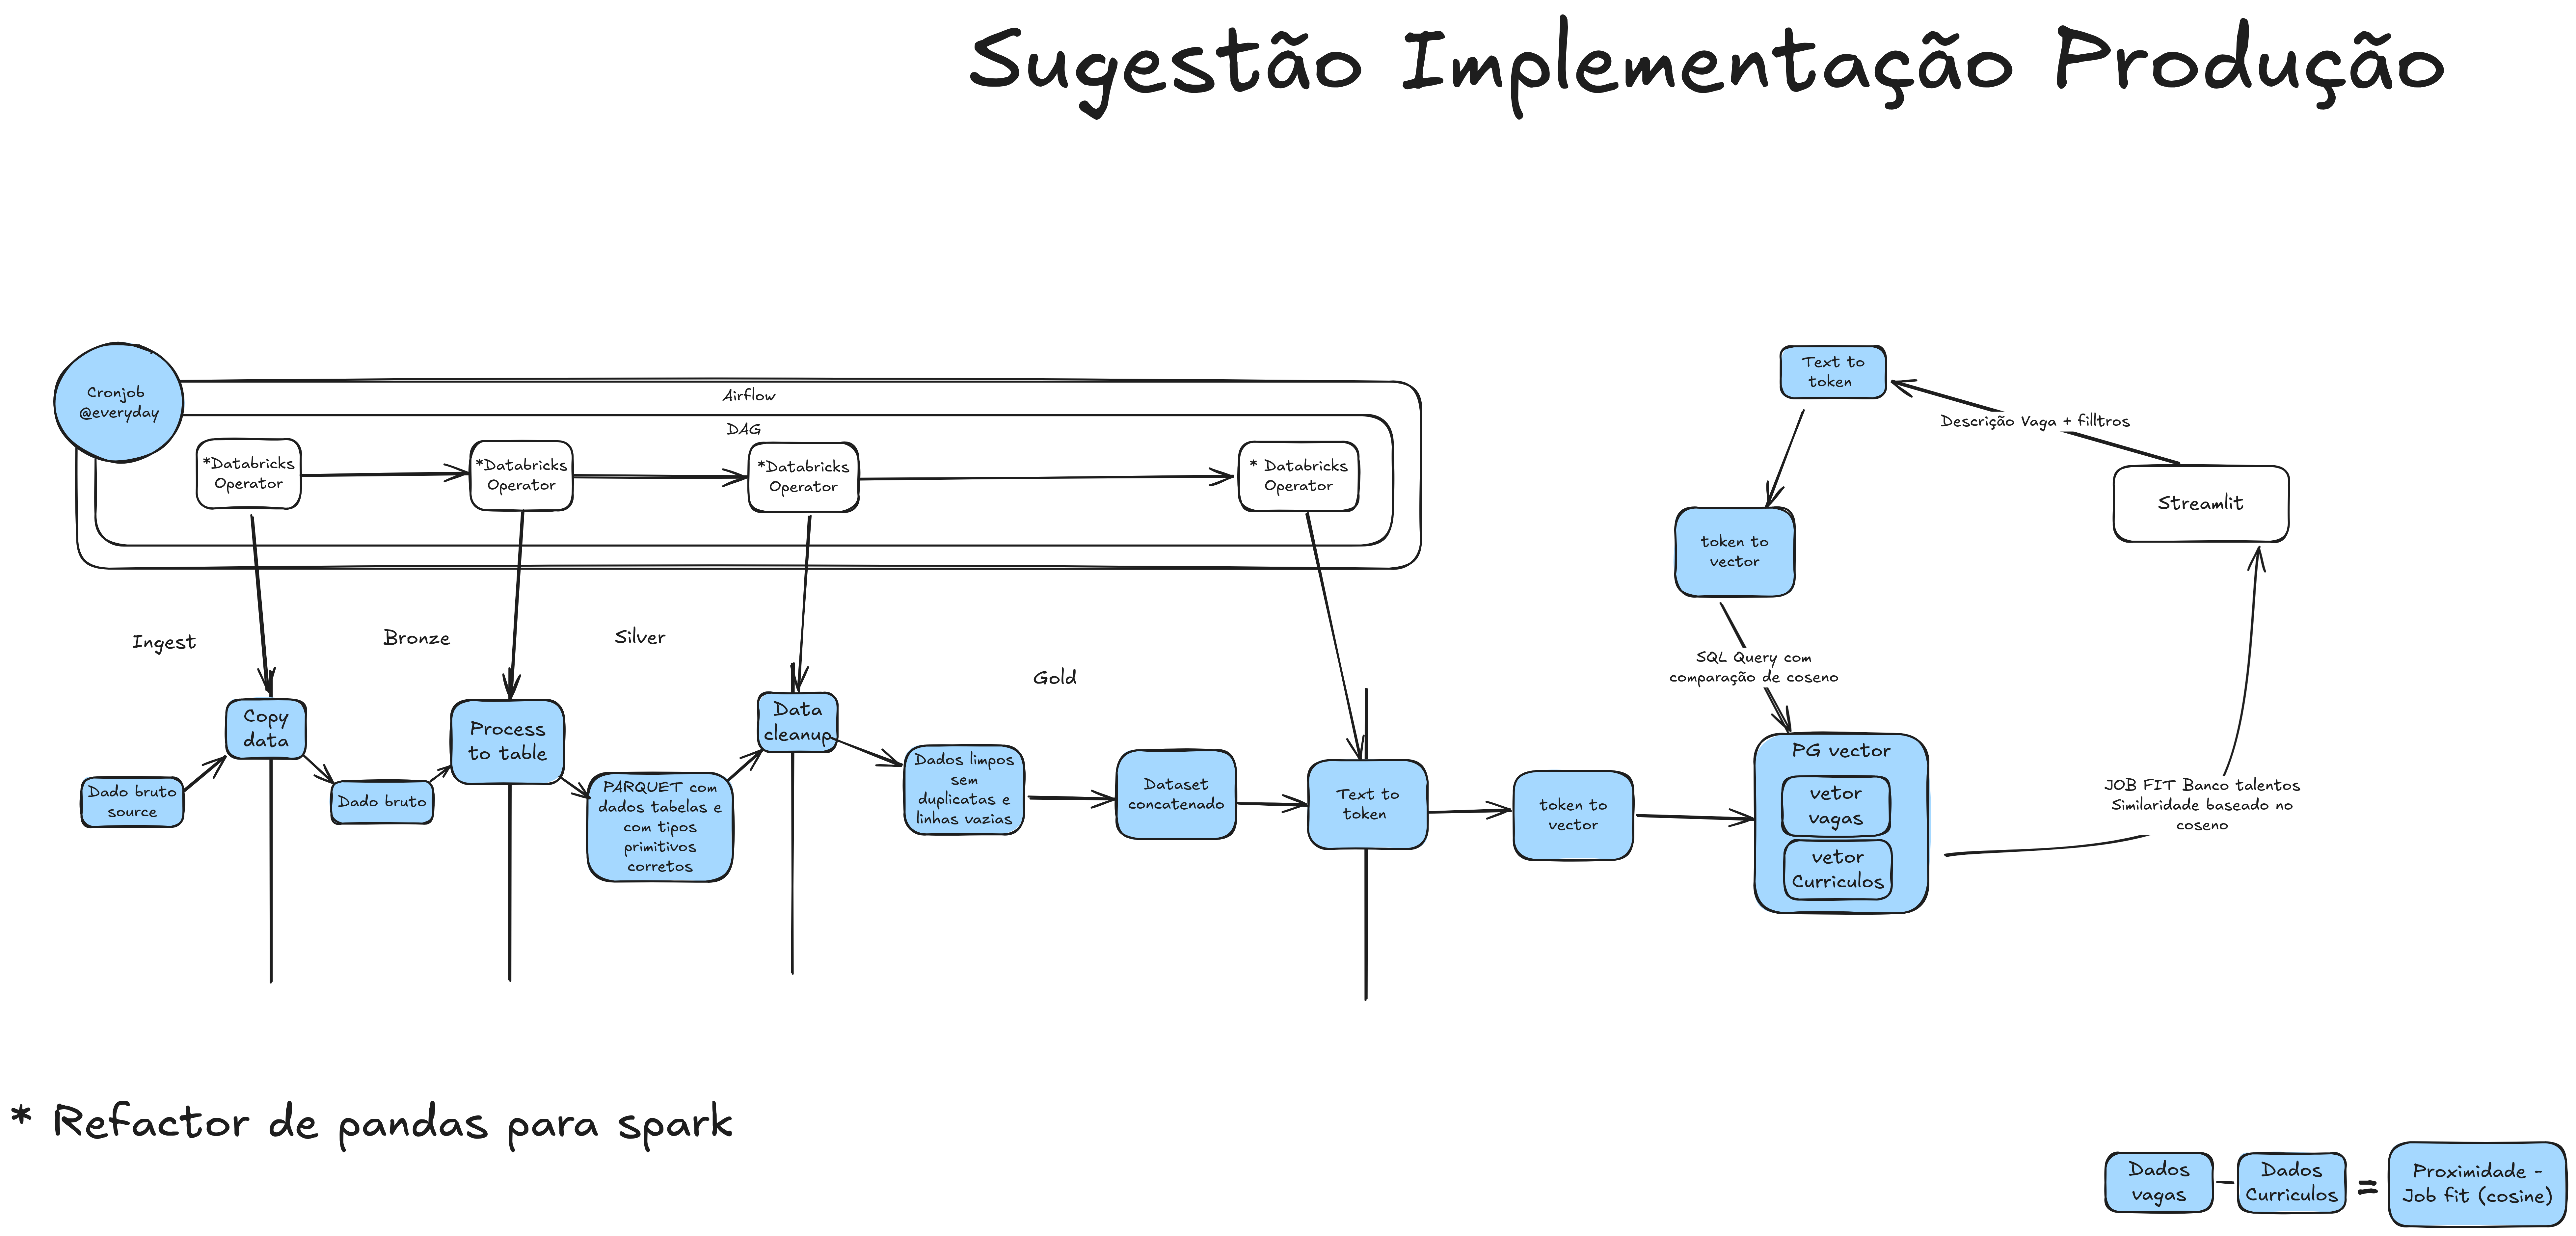 Sugestão Implementação Produção
Cronjob
@everyday
Airflow
DAG
*Databricks
Operator
*Databricks
Operator
*Databricks
Operator
* Databricks
Operator
Ingest
Bronze
Silver
Gold
Dado bruto
source
Copy
data
Dado bruto
Process
to table
PARQUET com
dados tabelas e
com tipos
primitivos
corretos
Data
cleanup
Dados limpos
sem
duplicatas e
linhas vazias
Dataset
concatenado
Text to
token
token to
vector
PG vector
vetor
vagas
vetor
Curriculos
Text to
token
token to
vector
SQL Query com
comparação de coseno
Descrição Vaga + filltros
Streamlit
JOB FIT Banco talentos
Similaridade baseado no
coseno
* Refactor de pandas para spark
Dados
vagas
-
Dados
Curriculos
=
Proximidade -
Job fit (cosine)